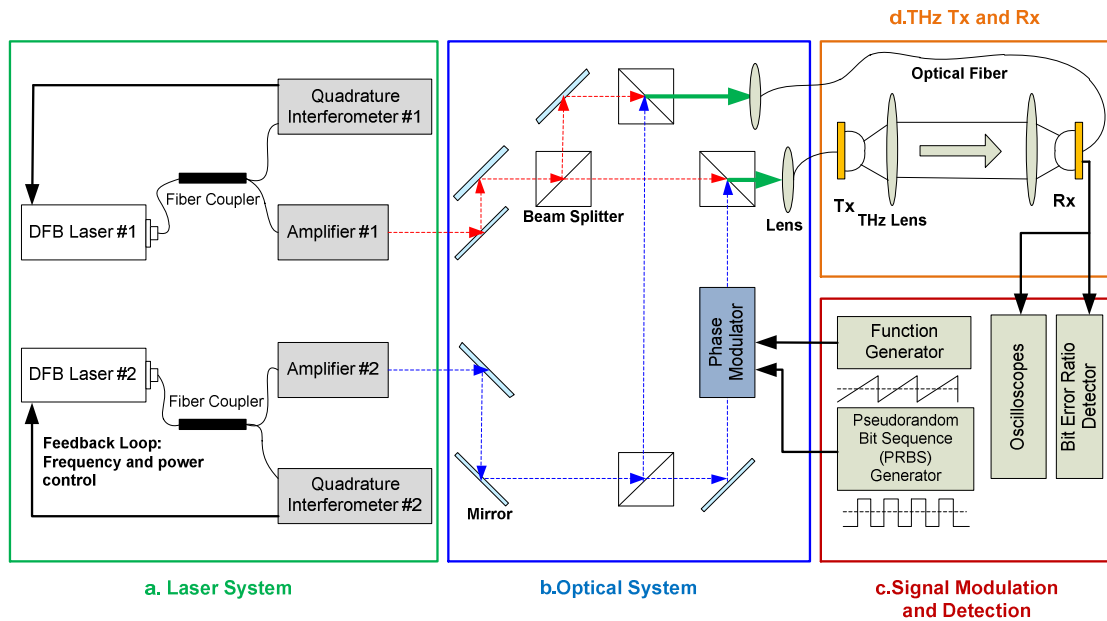 d.THz Tx and Rx
Quadrature
Interferometer #1
Fiber Coupler
DFB Laser #1
Amplifier #1
DFB Laser #2
Amplifier #2
Fiber Coupler
Feedback Loop:
Frequency and power
control
Quadrature
Interferometer #2
a. Laser System
Beam Splitter
Lens
Phase
Modulator
Mirror
b.Optical System
Optical Fiber
Tx
THz Lens
Rx
Function
Generator
Pseudorandom
Bit Sequence
(PRBS)
Generator
Oscilloscopes
Bit Error Ratio
Detector
c.Signal Modulation
and Detection